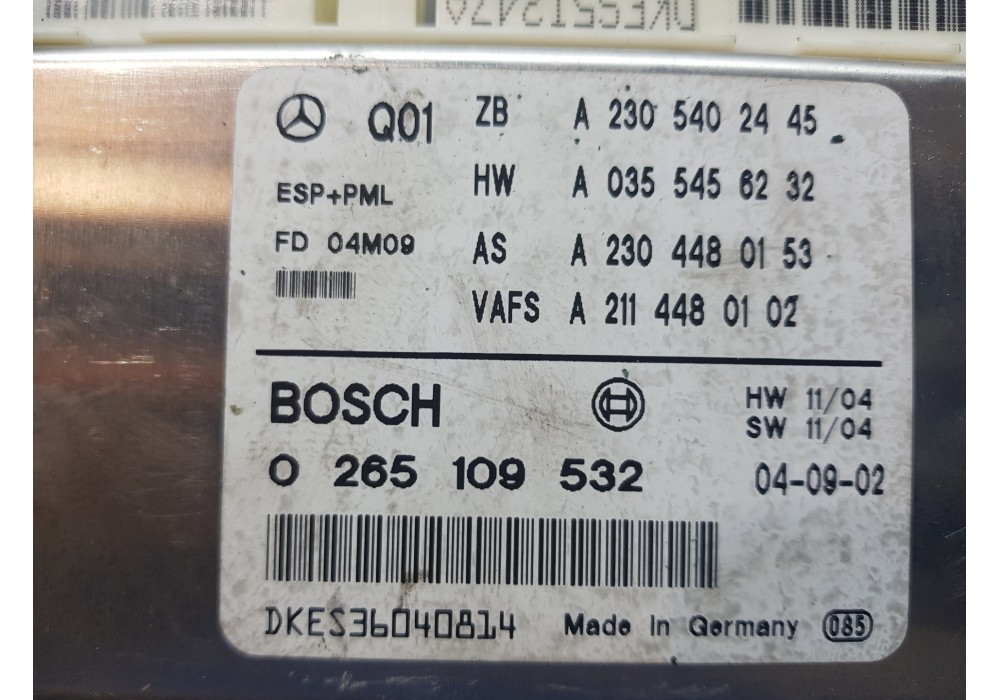 DKES5I2470
Q01 ZB A 230 540 24 45
ESP+PML HW A 035 545 62 32
FD 04M09 AS A 230 448 01 53
VAFS A 211 448 01 02
BOSCH
HW 11/04
SW 11/04
0 265 109 532 04-09-02
DKES36040814 Made In Germany 085